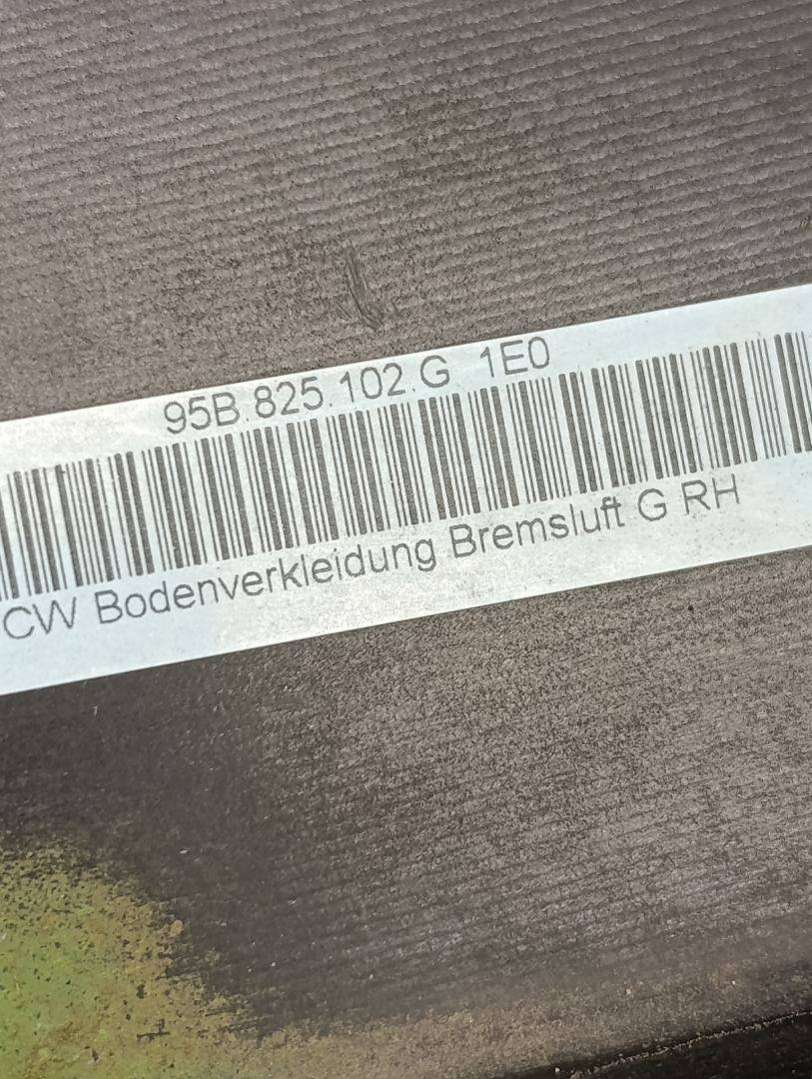 95B.825.102.G 1E0
CW Bodenverkleidung Bremsluft G RH